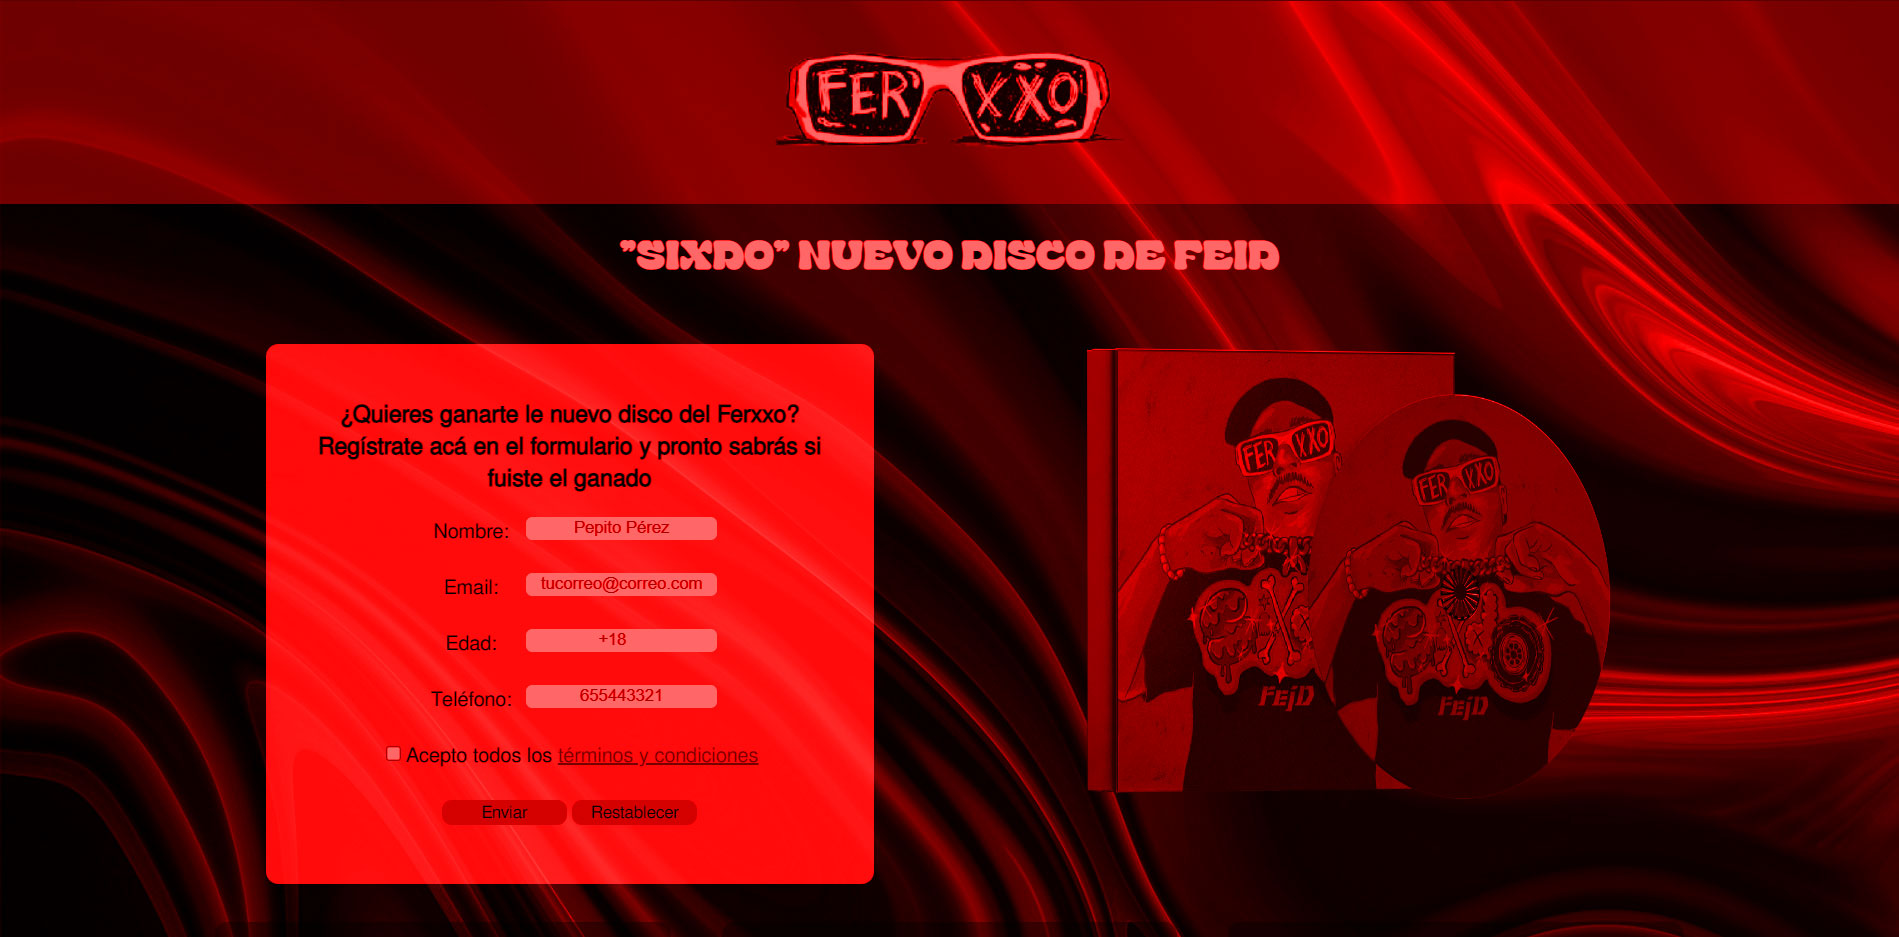 FER XXO
"SIXDO" NUEVO DISCO DE FEID
¿Quieres ganarte le nuevo disco del Ferxxo?
Regístrate acá en el formulario y pronto sabrás si
fuiste el ganado
Nombre: Pepito Pérez
Email: tucorreo@correo.com
Edad: +18
Teléfono: 655443321
Acepto todos los términos y condiciones
Enviar Restablecer
FER XXO
FER XXO
FEID
FEID